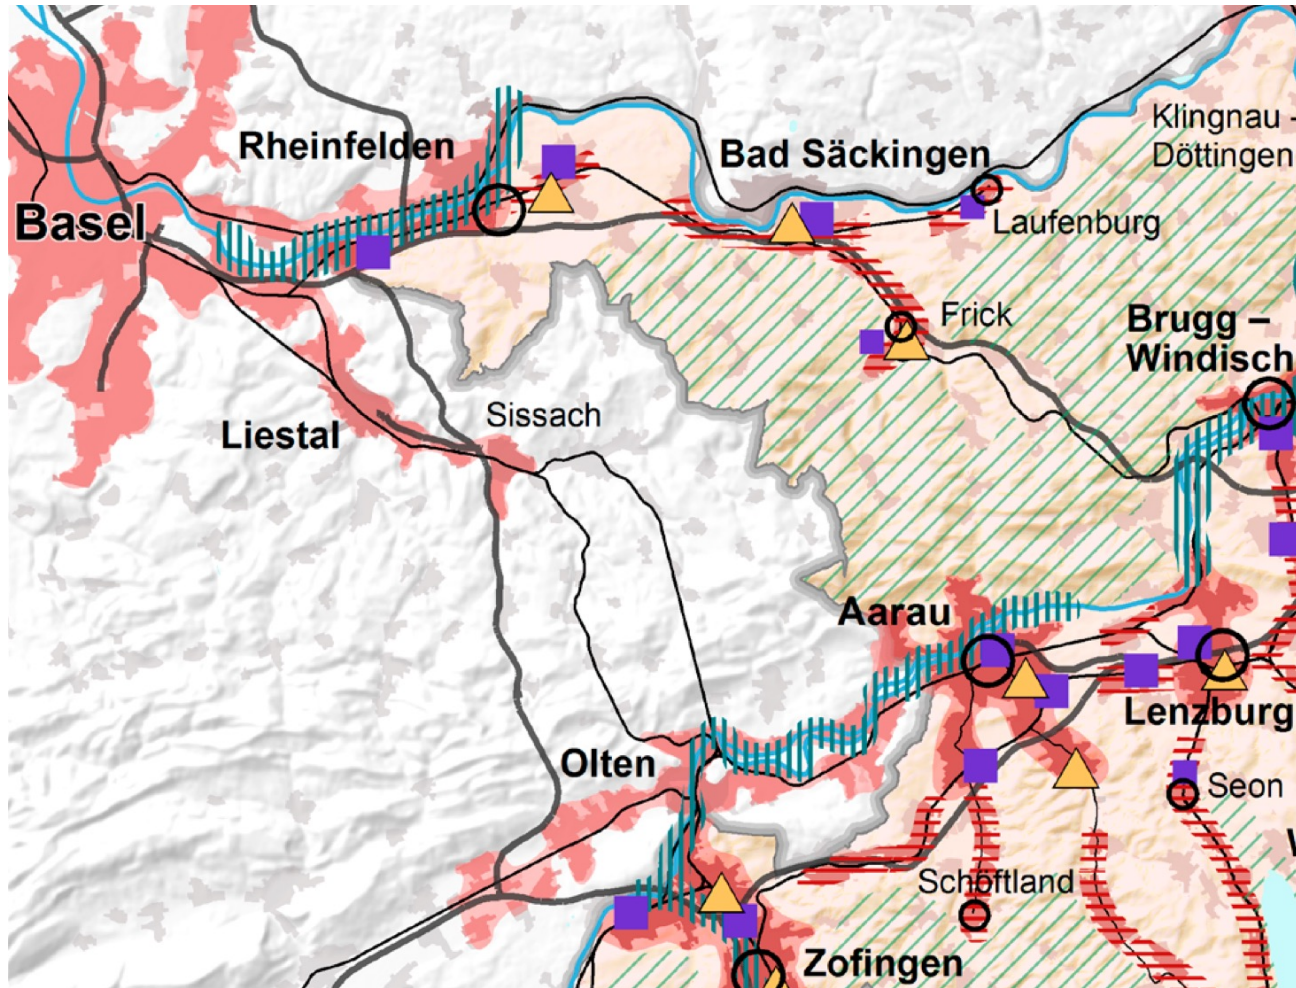 Klingnau -
Döttingen
Rheinfelden
Bad Säckingen
Basel
Laufenburg
Frick
Brugg –
Windisch
Sissach
Liestal
Aarau
Lenzburg
Olten
Seon
Schöftland
Zofingen